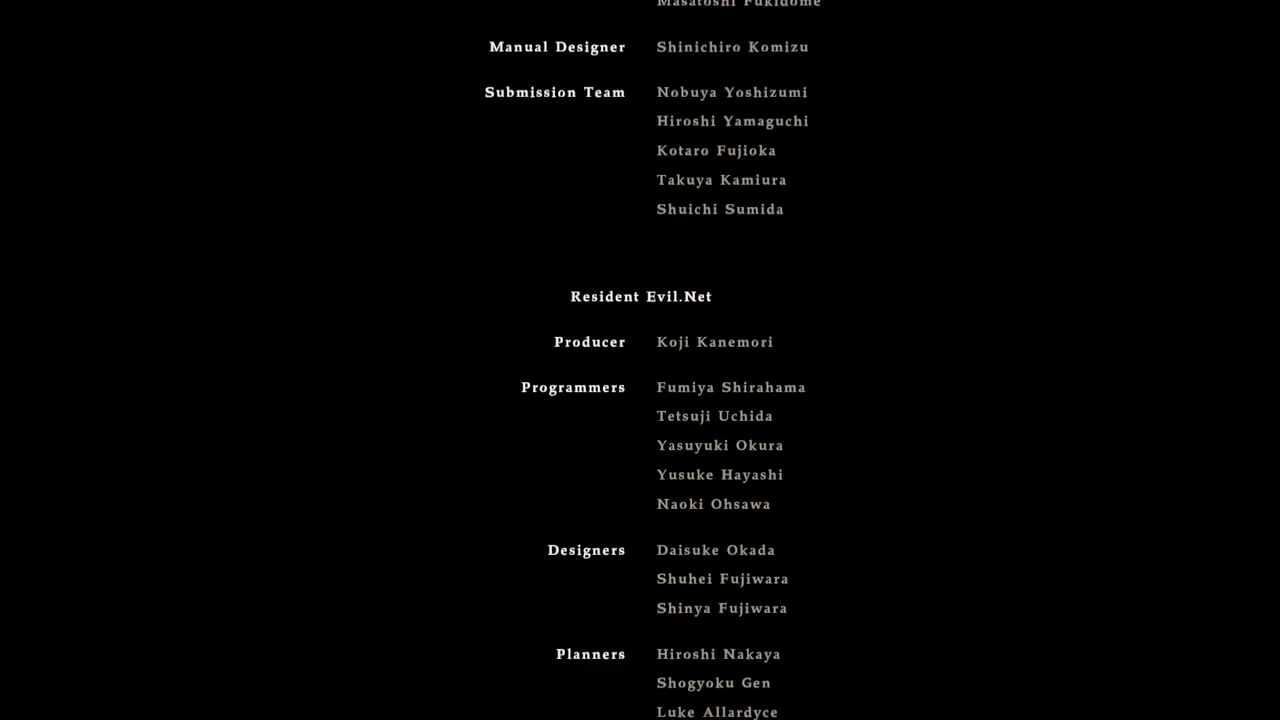 Masatoshi Fukidome
Manual Designer Shinichiro Komizu
Submission Team Nobuya Yoshizumi
Hiroshi Yamaguchi
Kotaro Fujioka
Takuya Kamiura
Shuichi Sumida
Resident Evil.Net
Producer Koji Kanemori
Programmers Fumiya Shirahama
Tetsuji Uchida
Yasuyuki Okura
Yusuke Hayashi
Naoki Ohsawa
Designers Daisuke Okada
Shuhei Fujiwara
Shinya Fujiwara
Planners Hiroshi Nakaya
Shogyoku Gen
Luke Allardyce